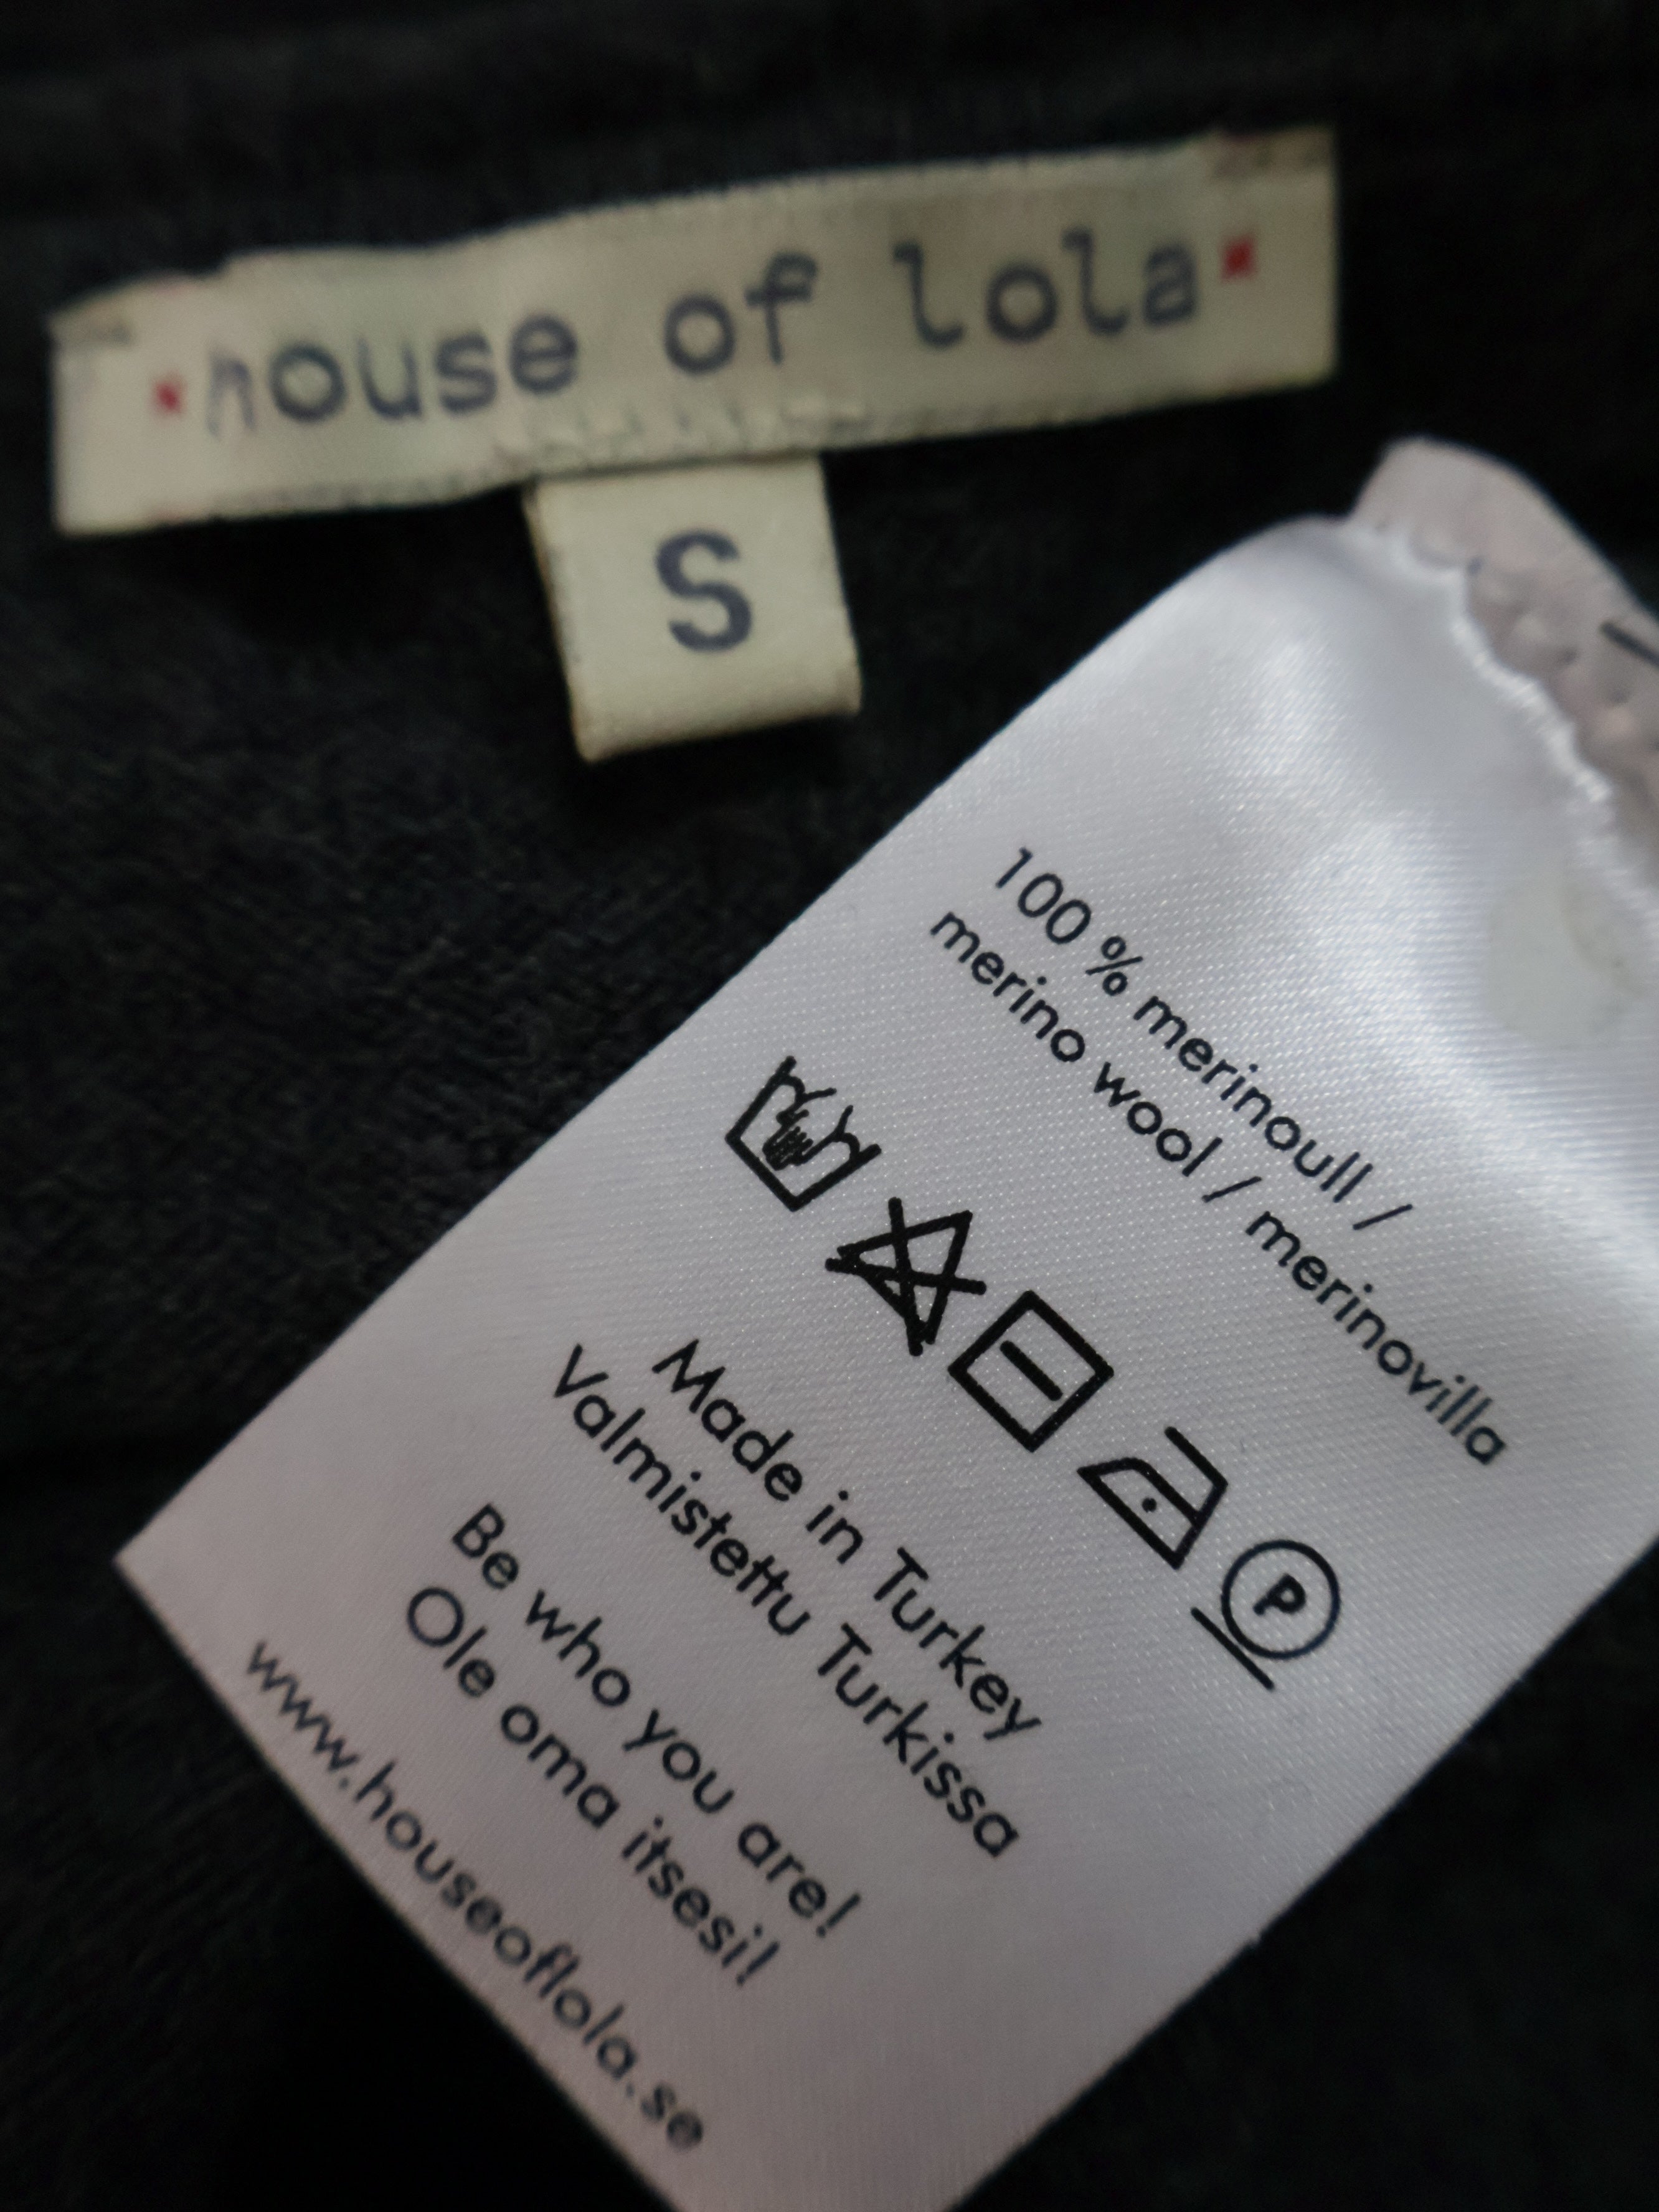 house of lola
S
100 % merinoull /
merino wool / merinovilla
P
Made in Turkey
Valmistettu Turkissa
Be who you are!
Ole oma itsesi!
www.houseoflola.se